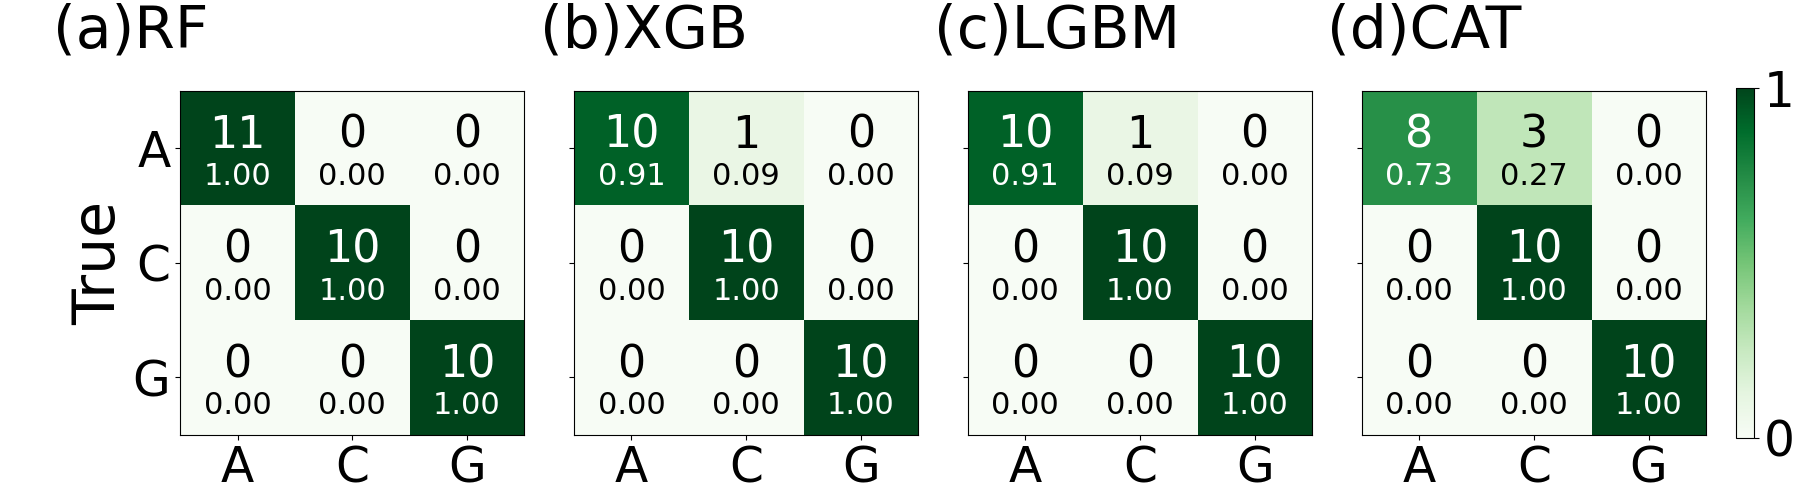 (a)RF (b)XGB (c)LGBM (d)CAT
1
A 11 0 0 10 1 0 10 1 0 8 3 0
1.00 0.00 0.00 0.91 0.09 0.00 0.91 0.09 0.00 0.73 0.27 0.00
True
C 0 10 0 0 10 0 0 10 0 0 10 0
0.00 1.00 0.00 0.00 1.00 0.00 0.00 1.00 0.00 0.00 1.00 0.00
G 0 0 10 0 0 10 0 0 10 0 0 10
0.00 0.00 1.00 0.00 0.00 1.00 0.00 0.00 1.00 0.00 0.00 1.00
0
A C G A C G A C G A C G